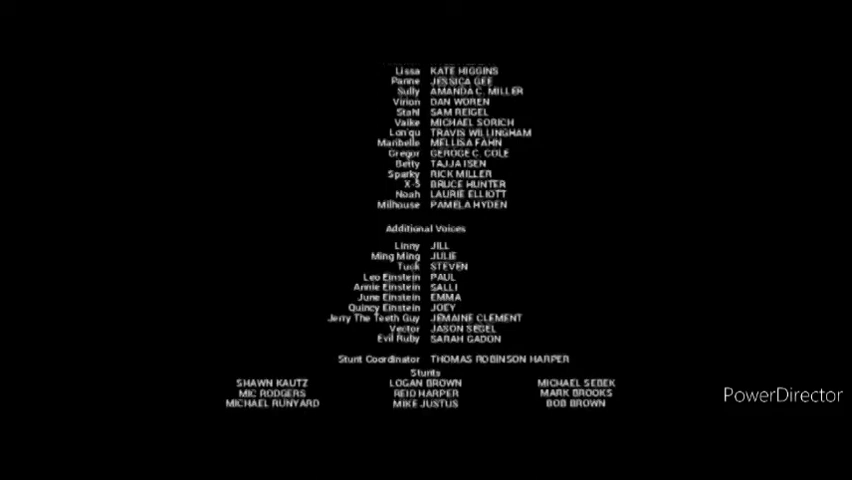 Lissa KATE HIGGINS
Panne JESSICA GEE
Sully AMANDA C. MILLER
Virion DAN WOREN
Stahl SAM REIGEL
Vaike MICHAEL SORICH
Lon'qu TRAVIS WILLINGHAM
Maribelle MELLISA FAHN
Gregor GEROGE C. COLE
Betty TAJJA ISEN
Sparky RICK MILLER
X-5 BRUCE HUNTER
Noah LAURIE ELLIOTT
Milhouse PAMELA HYDEN
Additional Voices
Linny JILL
Ming Ming JULIE
Tuck STEVEN
Leo Einstein PAUL
Annie Einstein SALLI
June Einstein EMMA
Quincy Einstein JOEY
Jerry The Teeth Guy JEMAINE CLEMENT
Vector JASON SEGEL
Evil Ruby SARAH GADON
Stunt Coordinator THOMAS ROBINSON HARPER
Stunts
SHAWN KAUTZ LOGAN BROWN MICHAEL SEBEK
MIC RODGERS REID HARPER MARK BROOKS
MICHAEL RUNYARD MIKE JUSTUS BOB BROWN
PowerDirector